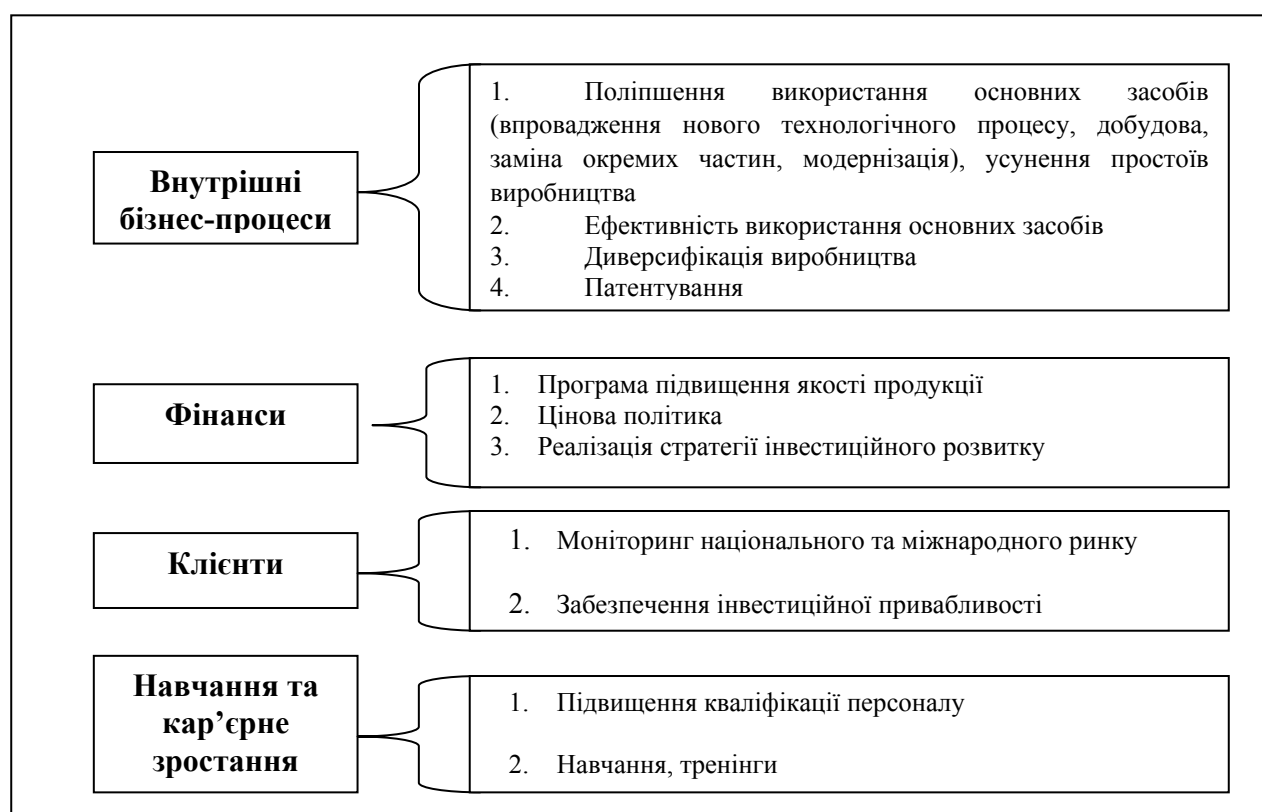 Внутрішні
бізнес-процеси
1. Поліпшення використання основних засобів
(впровадження нового технологічного процесу, добудова,
заміна окремих частин, модернізація), усунення простоїв
виробництва
2. Ефективність використання основних засобів
3. Диверсифікація виробництва
4. Патентування
Фінанси
1. Програма підвищення якості продукції
2. Цінова політика
3. Реалізація стратегії інвестиційного розвитку
Клієнти
1. Моніторинг національного та міжнародного ринку
2. Забезпечення інвестиційної привабливості
Навчання та
кар’єрне
зростання
1. Підвищення кваліфікації персоналу
2. Навчання, тренінги